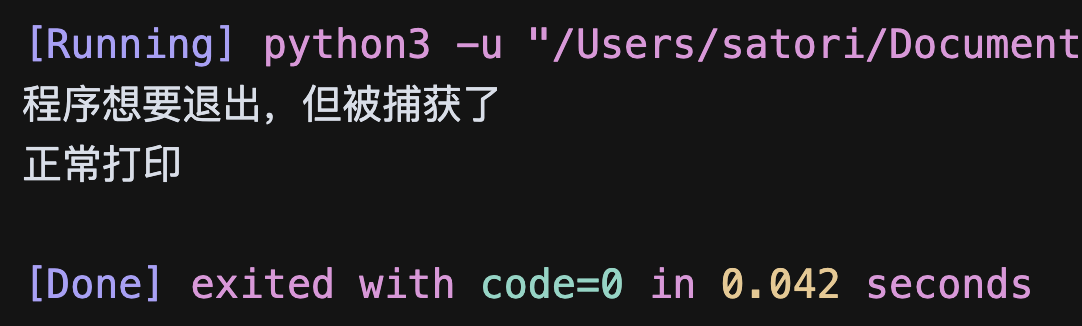 [Running] python3 -u "/Users/satori/Document
程序想要退出，但被捕获了
正常打印
[Done] exited with code=0 in 0.042 seconds